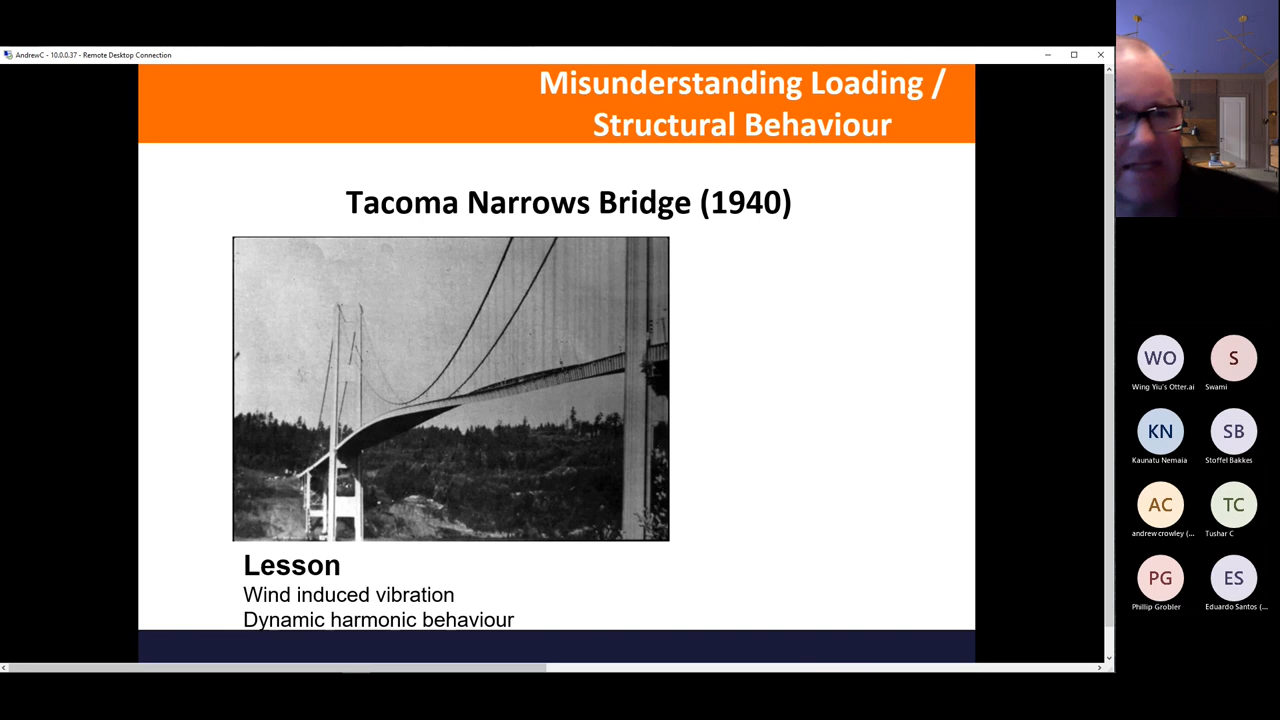 AndrewC - 10.0.0.37 - Remote Desktop Connection
Misunderstanding Loading /
Structural Behaviour
Tacoma Narrows Bridge (1940)
Lesson
Wind induced vibration
Dynamic harmonic behaviour
WO
S
Wing Yiu's Otter.ai
Swami
KN
SB
Kaunatu Nemaia
Stoffel Bakkes
AC
TC
andrew crowley (...
Tushar C
PG
ES
Phillip Grobler
Eduardo Santos (...